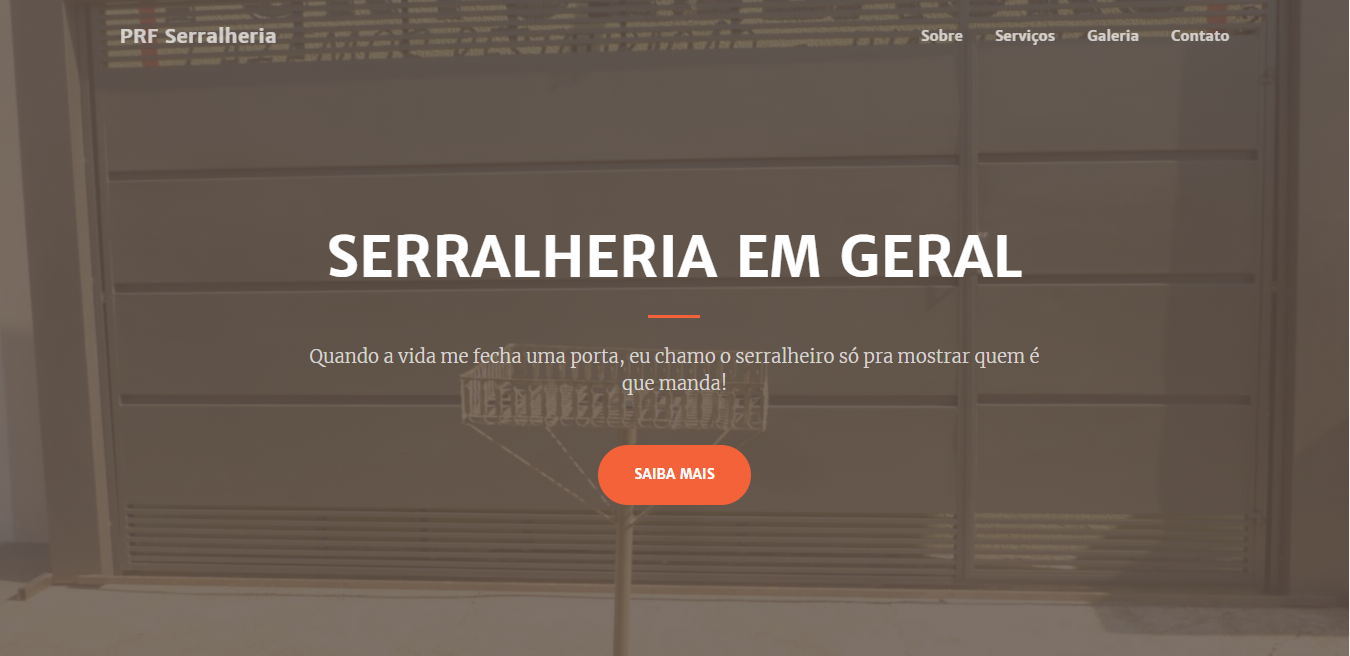 PRF Serralheria
Sobre Serviços Galeria Contato
SERRALHERIA EM GERAL
Quando a vida me fecha uma porta, eu chamo o serralheiro só pra mostrar quem é
que manda!
SAIBA MAIS